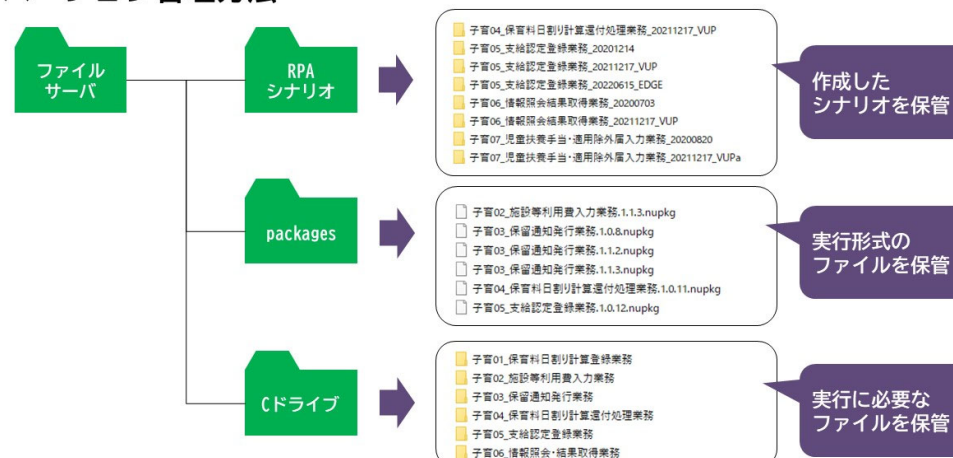 ファイル
サーバ
RPA
シナリオ
子育04_保育料日割り計算還付処理業務_20211217_VUP
子育05_支給認定登録業務_20201214
子育05_支給認定登録業務_20211217_VUP
子育05_支給認定登録業務_20220615_EDGE
子育06_情報照会結果取得業務_20200703
子育06_情報照会結果取得業務_20211217_VUP
子育07_児童扶養手当・適用除外届入力業務_20200820
子育07_児童扶養手当・適用除外届入力業務_20211217_VUPa
作成した
シナリオを保管
packages
子育02_施設等利用費入力業務.1.1.3.nupkg
子育03_保留通知発行業務.1.0.8.nupkg
子育03_保留通知発行業務.1.1.2.nupkg
子育03_保留通知発行業務.1.1.3.nupkg
子育04_保育料日割り計算還付処理業務.1.0.11.nupkg
子育05_支給認定登録業務.1.0.12.nupkg
実行形式の
ファイルを保管
Cドライブ
子育01_保育料日割り計算登録業務
子育02_施設等利用費入力業務
子育03_保留通知発行業務
子育04_保育料日割り計算還付処理業務
子育05_支給認定登録業務
子育06_情報照会・結果取得業務
実行に必要な
ファイルを保管